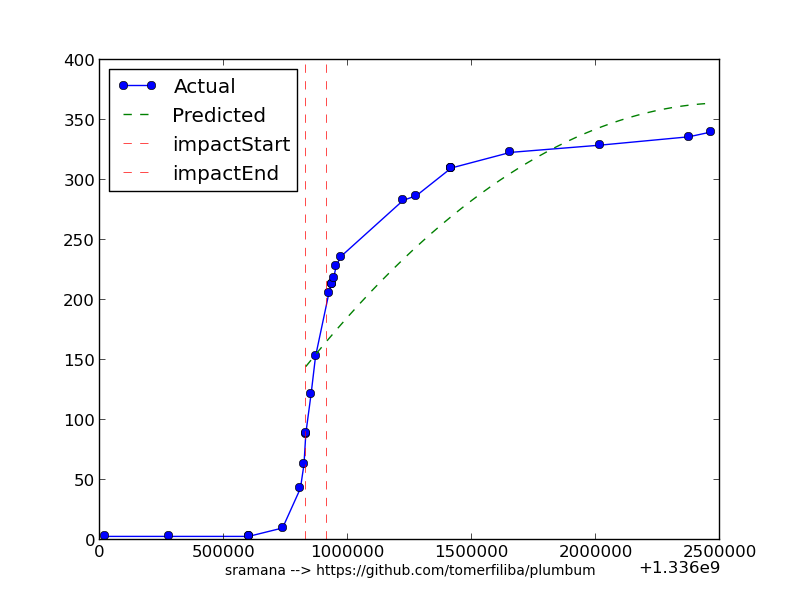 400
350
300
250
200
150
100
50
0
Actual
Predicted
impactStart
impactEnd
0 500000 1000000 1500000 2000000 2500000
sramana --> https://github.com/tomerfiliba/plumbum +1.336e9